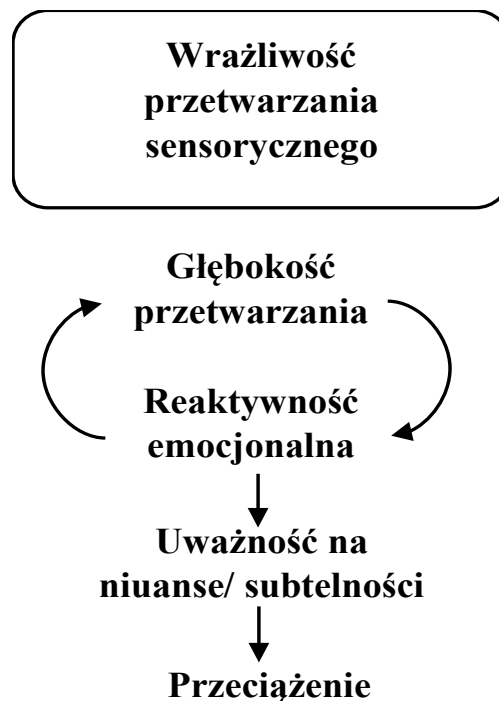 Wrażliwość
przetwarzania
sensorycznego
Głębokość
przetwarzania
Reaktywność
emocjonalna
Uważność na
niuanse/ subtelności
Przeciążenie